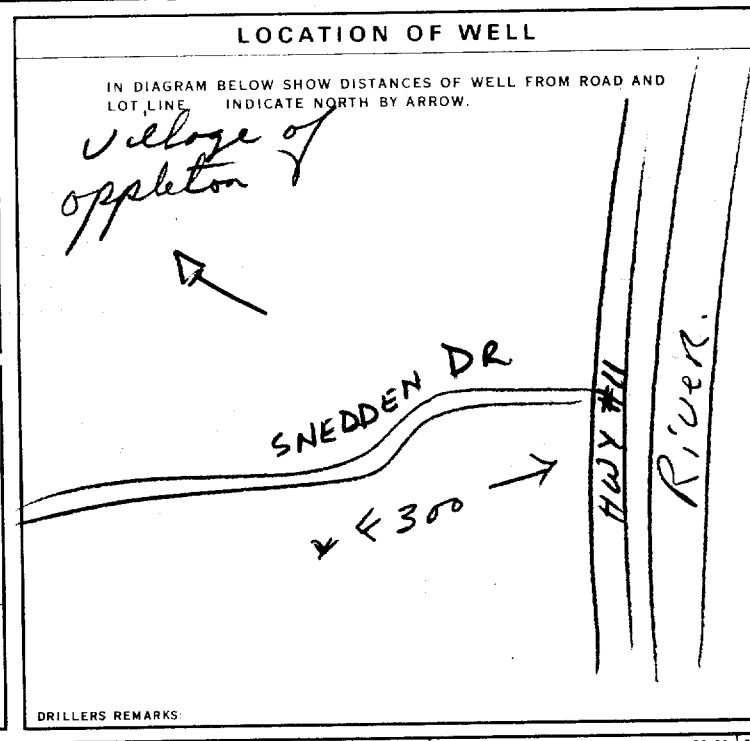 LOCATION OF WELL
IN DIAGRAM BELOW SHOW DISTANCES OF WELL FROM ROAD AND
LOT LINE INDICATE NORTH BY ARROW.
Village of
Appleton
SNEDDEN DR
HWY #11
River.
300
DRILLERS REMARKS: